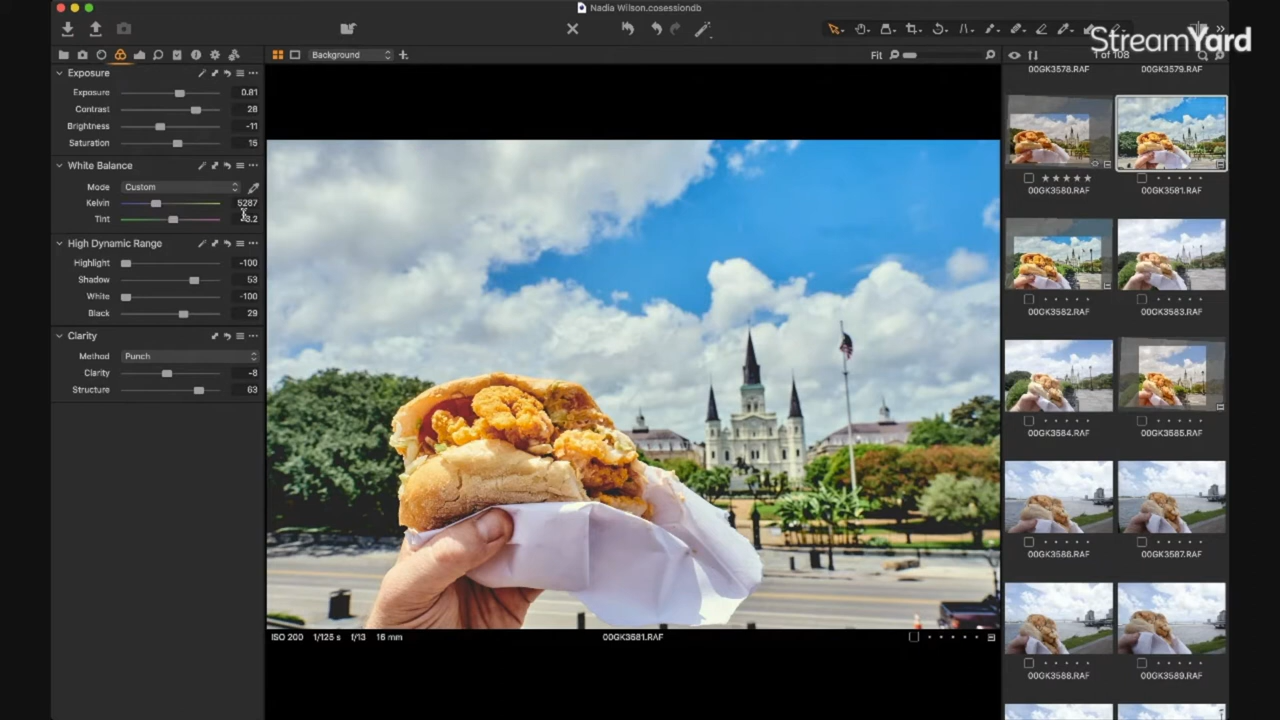 Nadia Wilson.cosessiondb
StreamYard
Background
Fit
1 of 108
Exposure
Exposure 0.81
Contrast 28
Brightness -11
Saturation 15
White Balance
Mode Custom
Kelvin 5287
Tint
High Dynamic Range
Highlight -100
Shadow 53
White -100
Black 29
Clarity
Method Punch
Clarity -8
Structure 63
ISO 200 1/125 s f/13 16 mm
00GK3581.RAF
00GK3578.RAF 00GK3579.RAF
00GK3580.RAF 00GK3581.RAF
00GK3582.RAF 00GK3583.RAF
00GK3584.RAF 00GK3585.RAF
00GK3586.RAF 00GK3587.RAF
00GK3588.RAF 00GK3589.RAF